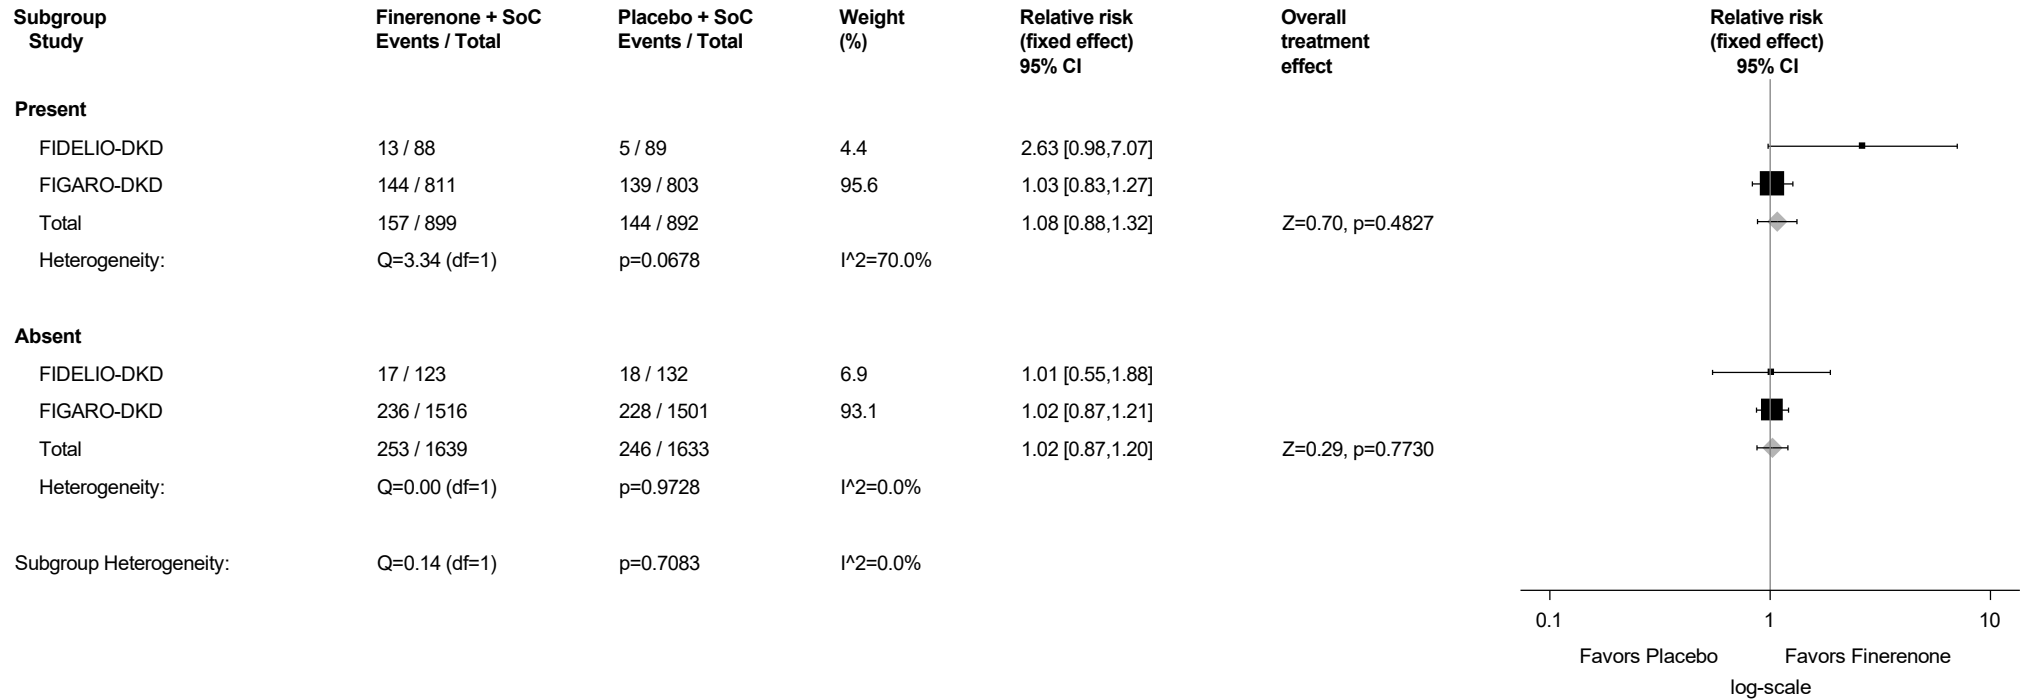 Subgroup Finerenone + SoC Placebo + SoC Weight Relative risk Overall Relative risk
Study Events / Total Events / Total (%) (fixed effect) treatment (fixed effect)
95% CI effect 95% CI
Present
FIDELIO-DKD 13 / 88 5 / 89 4.4 2.63 [0.98,7.07]
FIGARO-DKD 144 / 811 139 / 803 95.6 1.03 [0.83,1.27]
Total 157 / 899 144 / 892 1.08 [0.88,1.32] Z=0.70, p=0.4827
Heterogeneity: Q=3.34 (df=1) p=0.0678 I^2=70.0%
Absent
FIDELIO-DKD 17 / 123 18 / 132 6.9 1.01 [0.55,1.88]
FIGARO-DKD 236 / 1516 228 / 1501 93.1 1.02 [0.87,1.21]
Total 253 / 1639 246 / 1633 1.02 [0.87,1.20] Z=0.29, p=0.7730
Heterogeneity: Q=0.00 (df=1) p=0.9728 I^2=0.0%
Subgroup Heterogeneity: Q=0.14 (df=1) p=0.7083 I^2=0.0%
0.1 1 10
Favors Placebo Favors Finerenone
log-scale